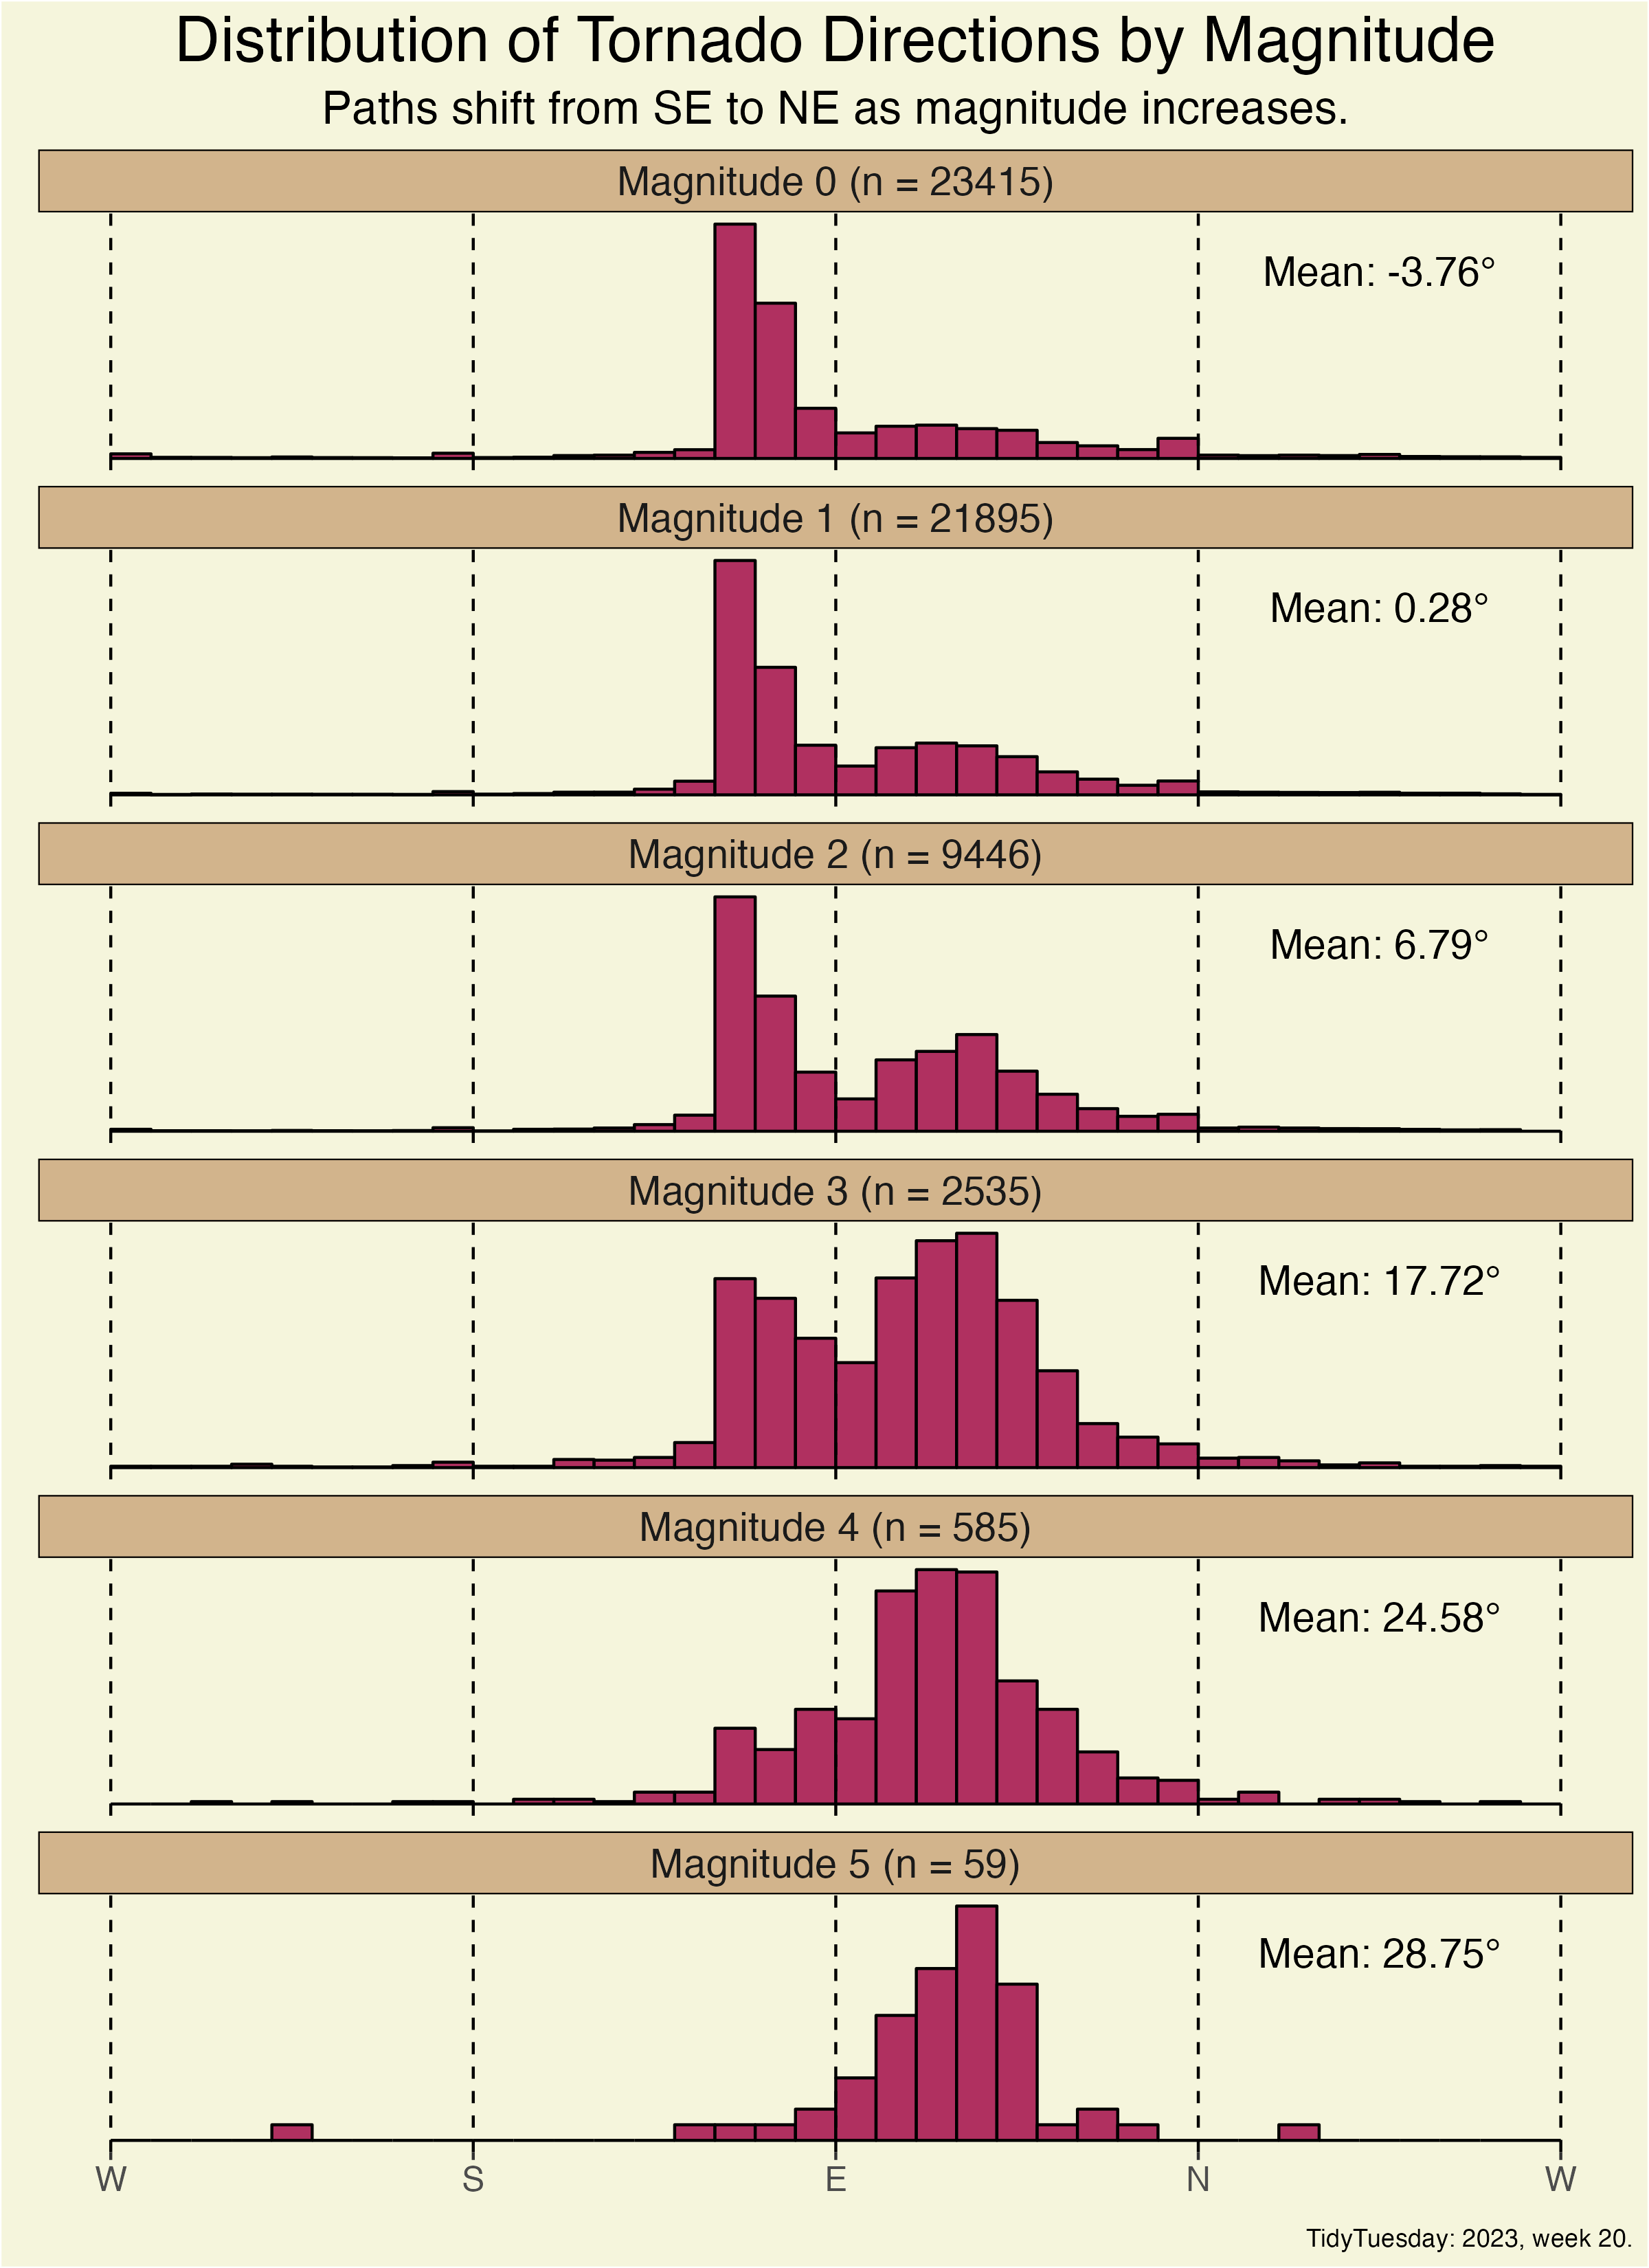 Distribution of Tornado Directions by Magnitude
Paths shift from SE to NE as magnitude increases.
Magnitude 0 (n = 23415)
Mean: -3.76°
Magnitude 1 (n = 21895)
Mean: 0.28°
Magnitude 2 (n = 9446)
Mean: 6.79°
Magnitude 3 (n = 2535)
Mean: 17.72°
Magnitude 4 (n = 585)
Mean: 24.58°
Magnitude 5 (n = 59)
Mean: 28.75°
W S E N W
TidyTuesday: 2023, week 20.